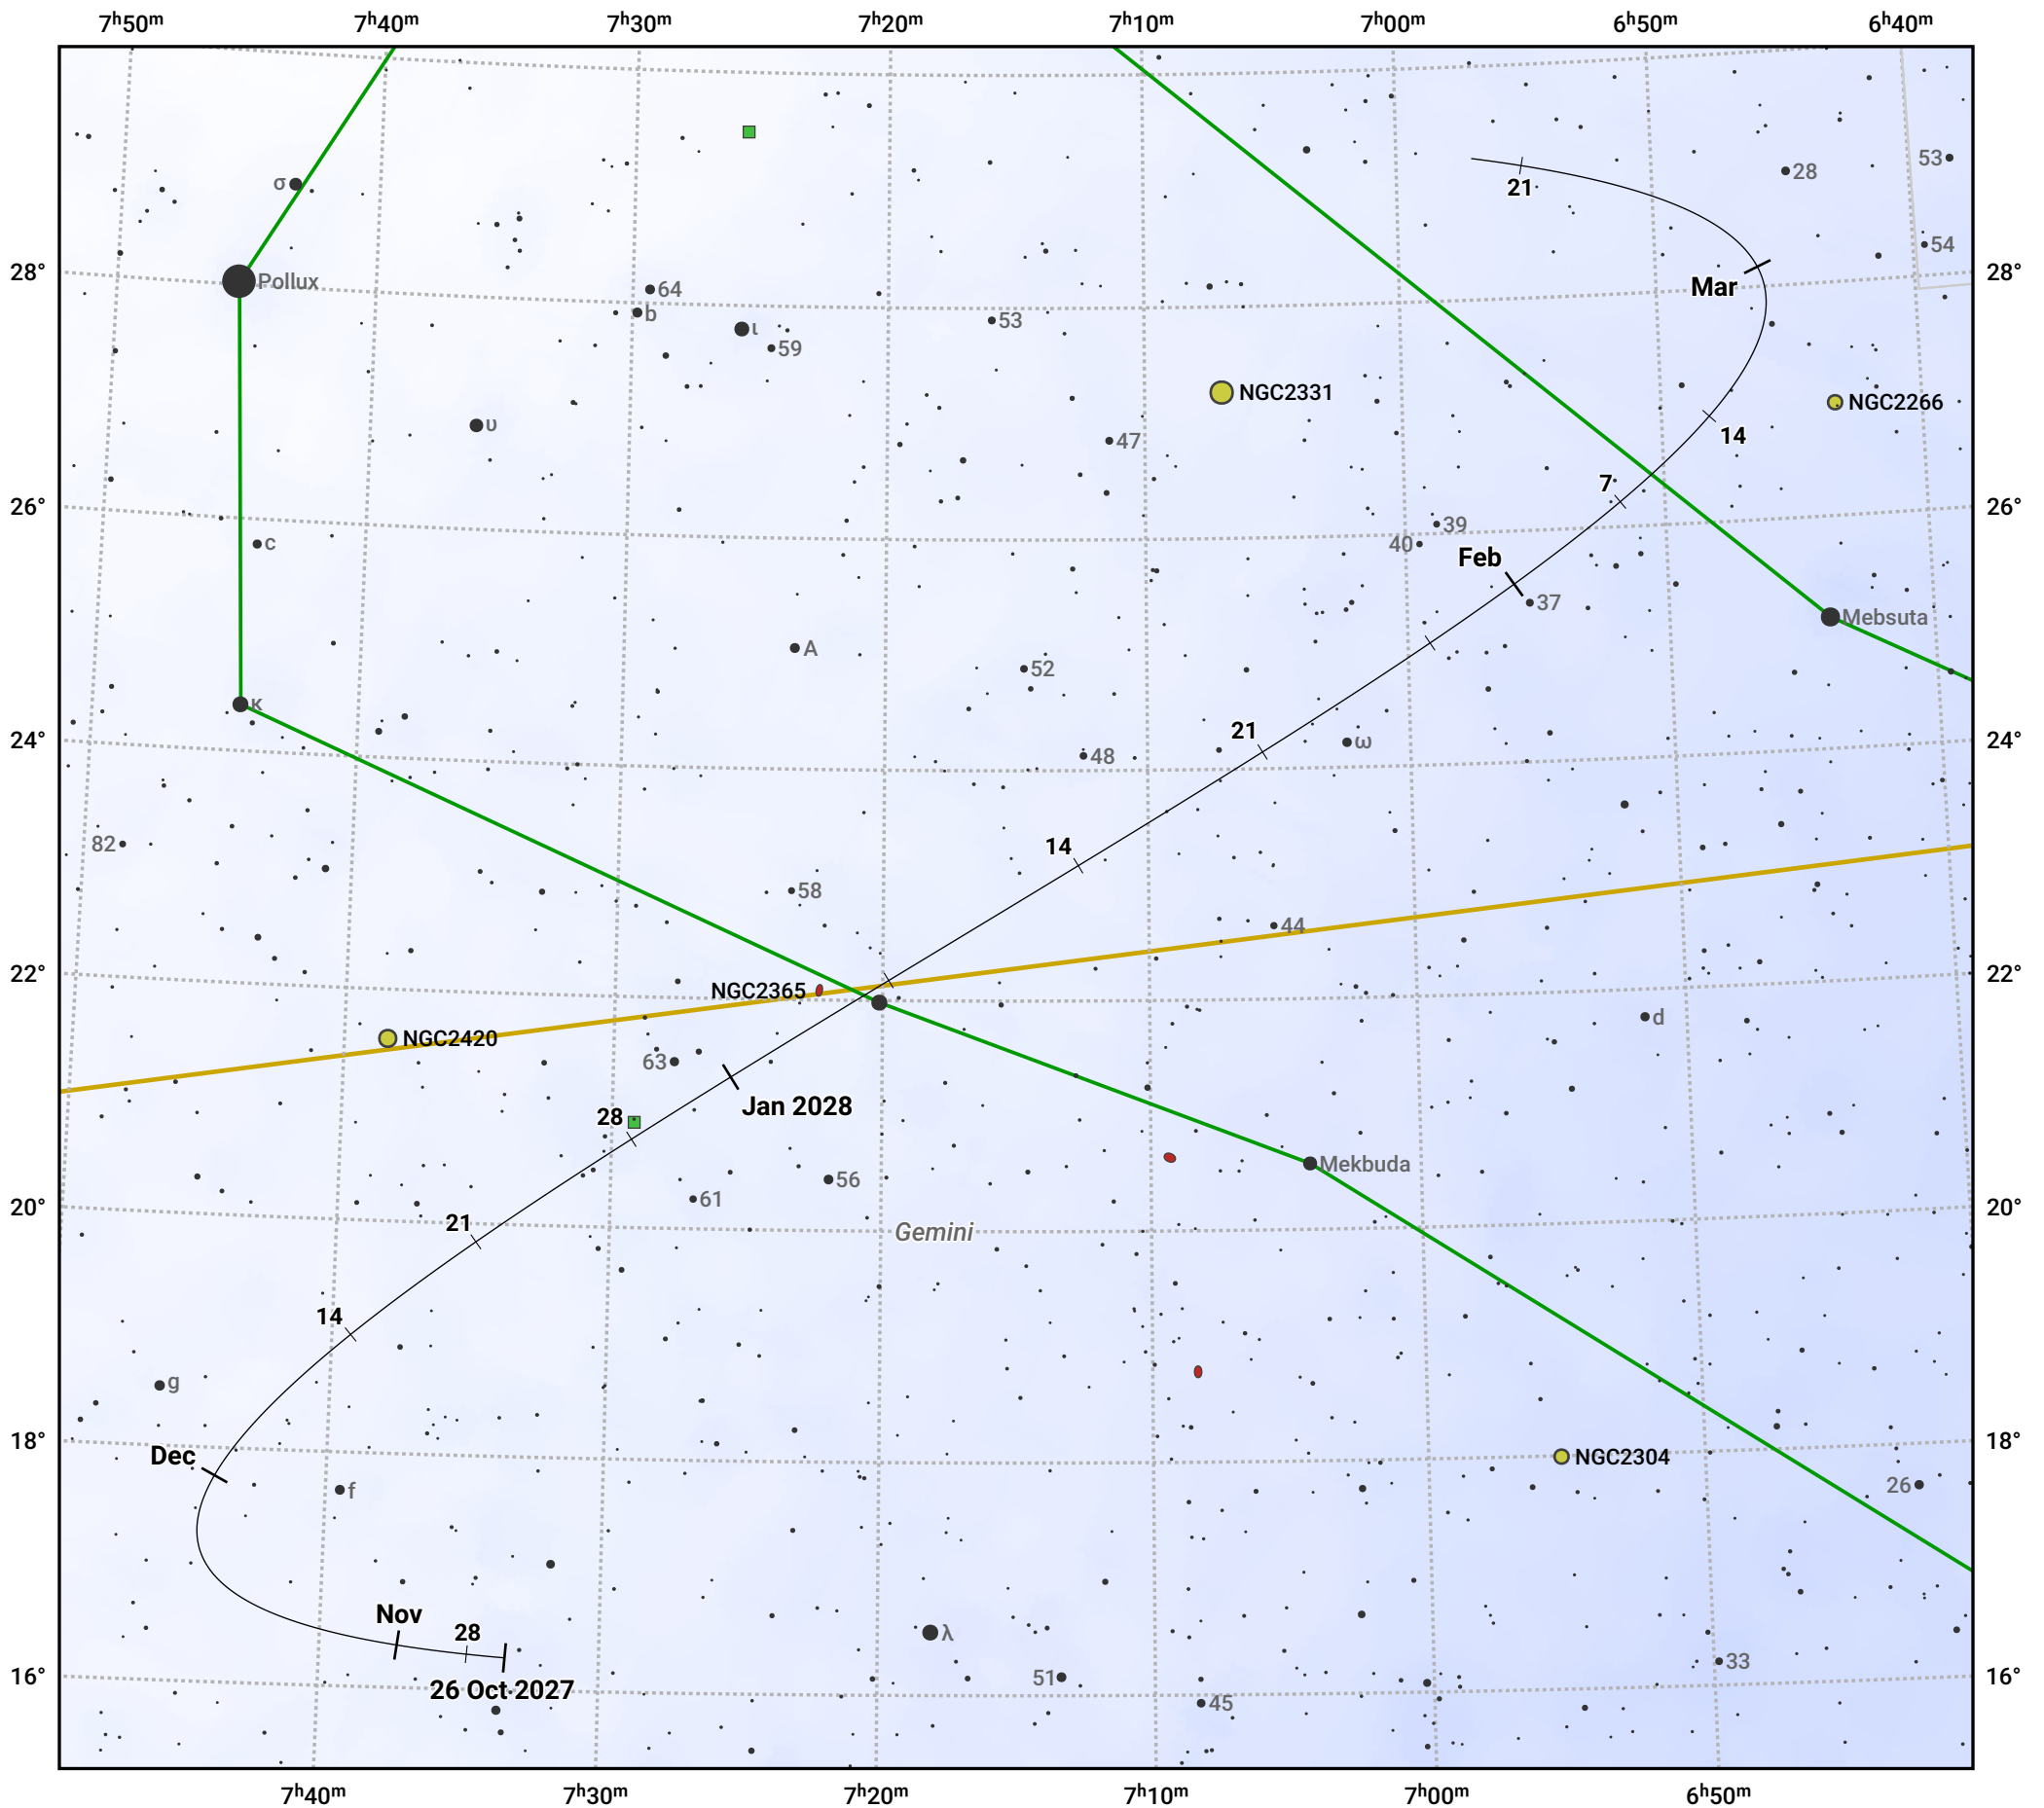 7h50m 7h40m 7h30m 7h20m 7h10m 7h00m 6h50m 6h40m
53
28
σ
21
54
28° 28°
Pollux
Mar
64
b
53
ι
59
NGC2331
NGC2266
υ
47
14
7
26° 26°
39
c
40
Feb
37
Mebsuta
A
52
κ
21
24° 24°
ω
48
82
14
58
44
22° 22°
NGC2365
d
NGC2420
63
Jan 2028
28
Mekbuda
56
61
20° 20°
21
Gemini
14
g
18° 18°
Dec
NGC2304
26
f
Nov
28
λ
33
51
16° 16°
26 Oct 2027
45
7h40m 7h30m 7h20m 7h10m 7h00m 6h50m